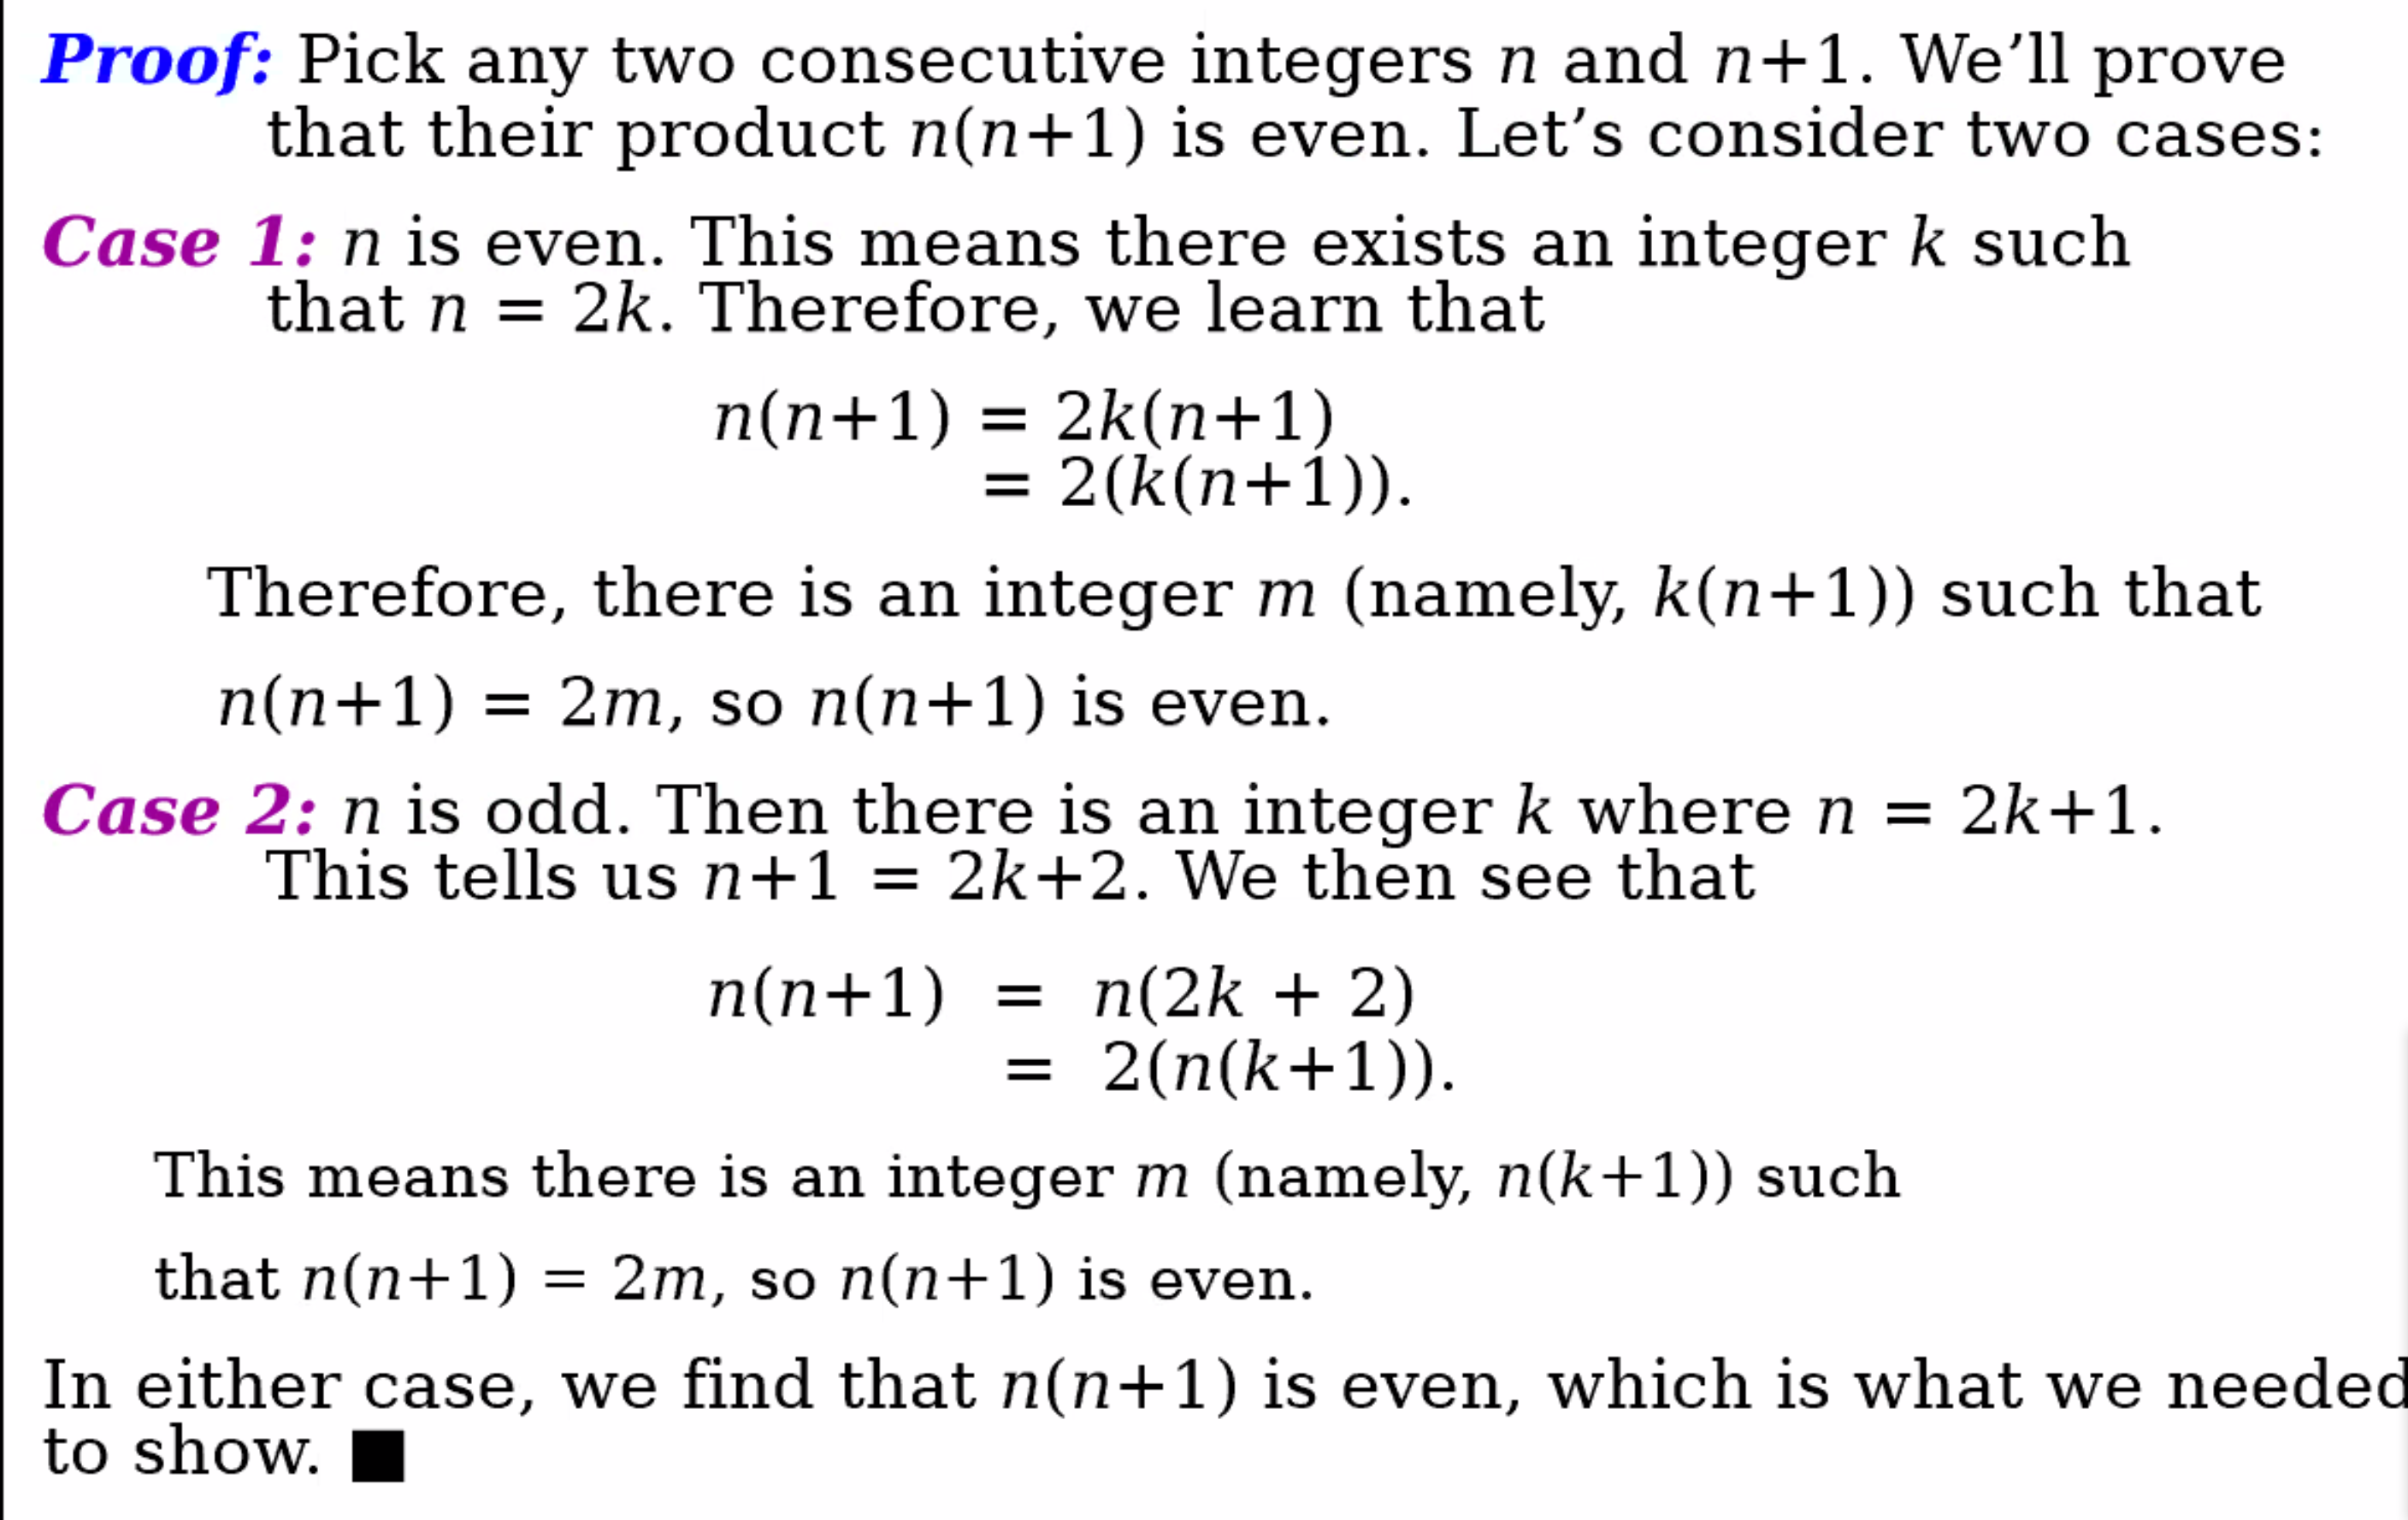 Proof: Pick any two consecutive integers n and n+1. We’ll prove
that their product n(n+1) is even. Let’s consider two cases:
Case 1: n is even. This means there exists an integer k such
that n = 2k. Therefore, we learn that
n(n+1) = 2k(n+1)
= 2(k(n+1)).
Therefore, there is an integer m (namely, k(n+1)) such that
n(n+1) = 2m, so n(n+1) is even.
Case 2: n is odd. Then there is an integer k where n = 2k+1.
This tells us n+1 = 2k+2. We then see that
n(n+1) = n(2k + 2)
= 2(n(k+1)).
This means there is an integer m (namely, n(k+1)) such
that n(n+1) = 2m, so n(n+1) is even.
In either case, we find that n(n+1) is even, which is what we needed
to show. ■